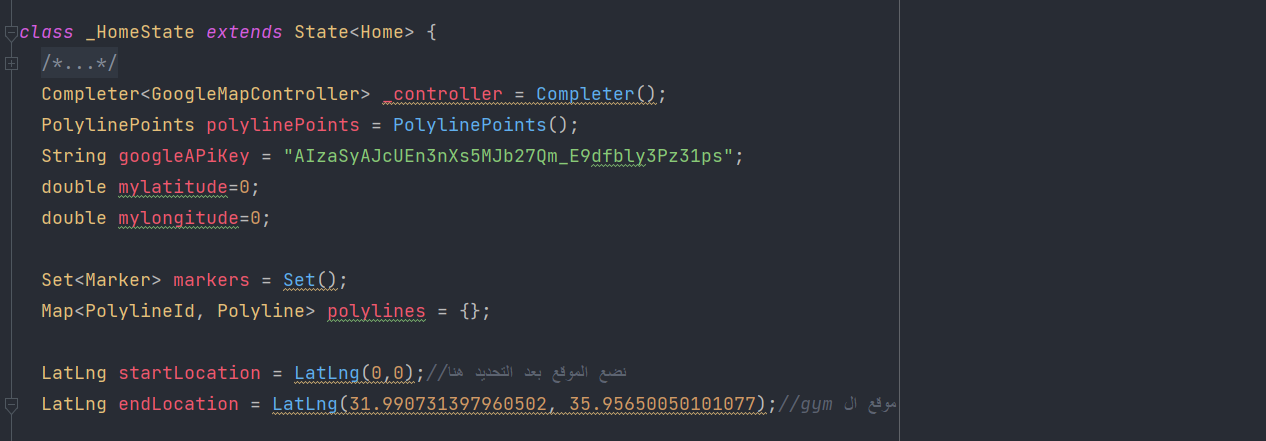 class _HomeState extends State<Home> {
/*...*/
Completer<GoogleMapController> _controller = Completer();
PolylinePoints polylinePoints = PolylinePoints();
String googleAPiKey = "AIzaSyAJcUEn3nXs5MJb27Qm_E9dfbly3Pz31ps";
double mylatitude=0;
double mylongitude=0;
Set<Marker> markers = Set();
Map<PolylineId, Polyline> polylines = {};
LatLng startLocation = LatLng(0,0);//نضع الموقع بعد التحديد هنا
LatLng endLocation = LatLng(31.990731397960502, 35.95650050101077);//gym موقع ال